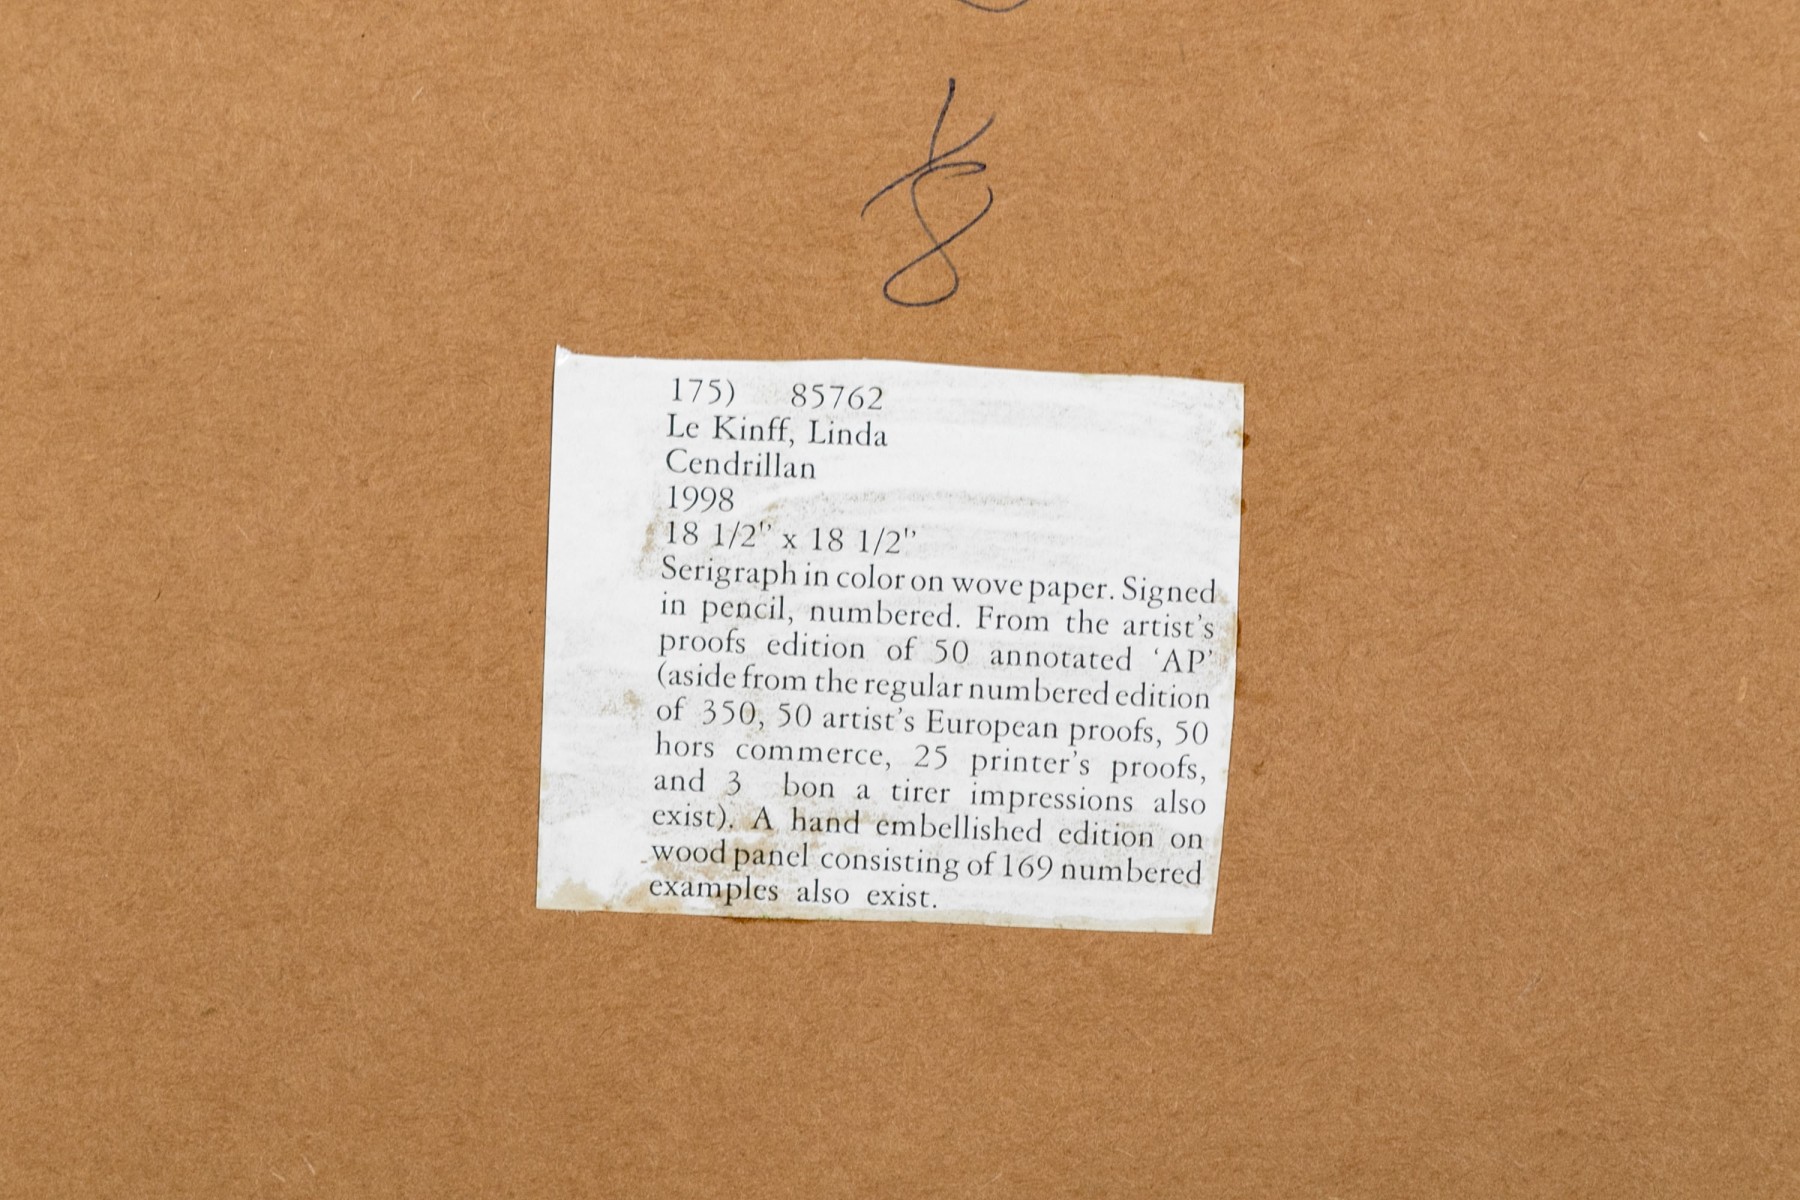 175) 85762
Le Kinff, Linda
Cendrillan
1998
18 1/2" x 18 1/2"
Serigraph in color on wove paper. Signed
in pencil, numbered. From the artist's
proofs edition of 50 annotated 'AP'
(aside from the regular numbered edition
of 350, 50 artist's European proofs, 50
hors commerce, 25 printer's proofs,
and 3 bon a tirer impressions also
exist). A hand embellished edition on
wood panel consisting of 169 numbered
examples also exist.